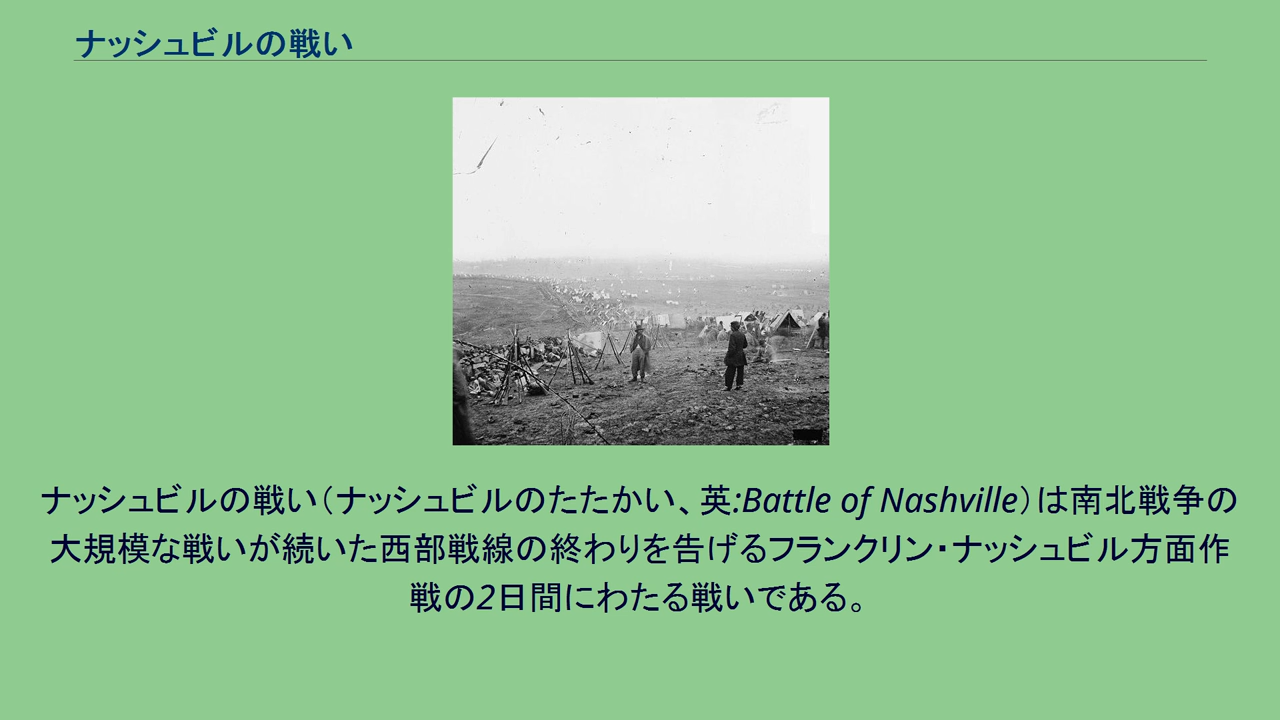 ナッシュビルの戦い
ナッシュビルの戦い（ナッシュビルのたたかい、英:Battle of Nashville）は南北戦争の
大規模な戦いが続いた西部戦線の終わりを告げるフランクリン・ナッシュビル方面作
戦の2日間にわたる戦いである。